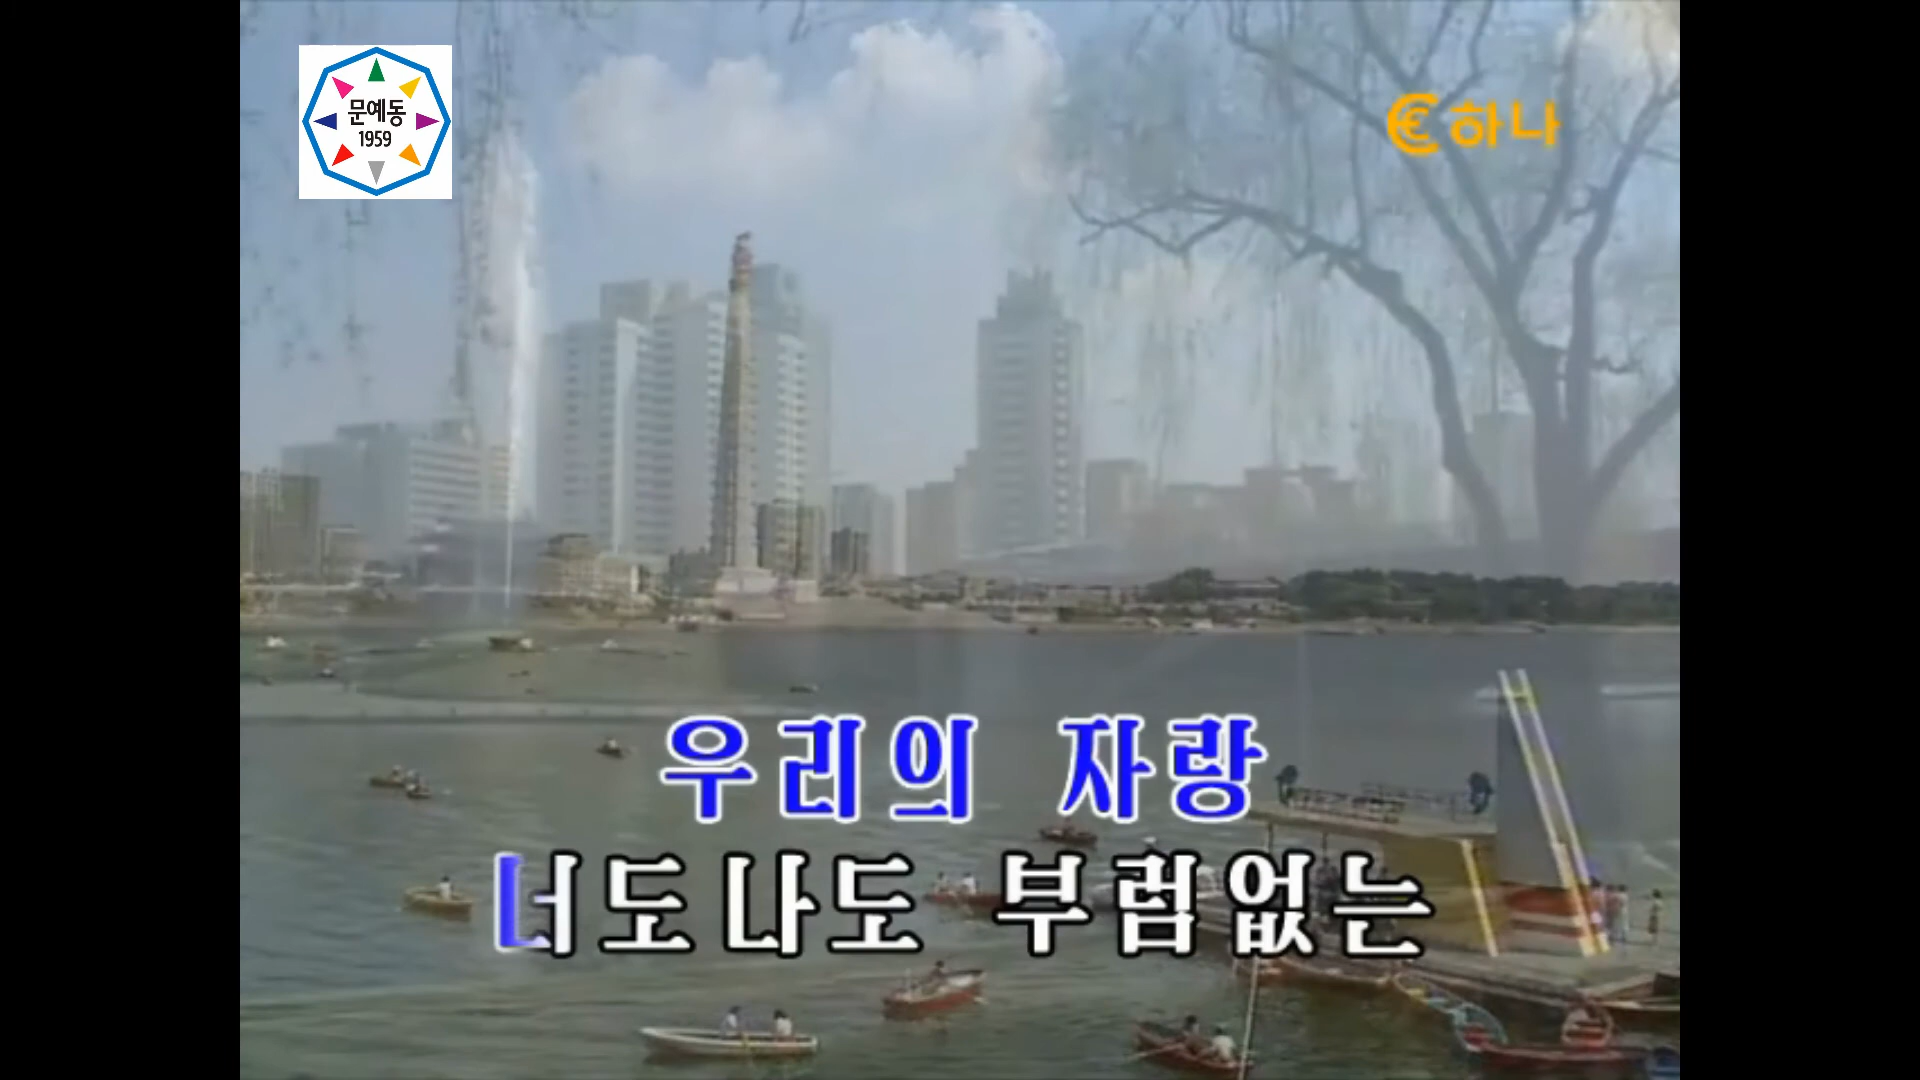 문예동
1959
하나
우리의 자랑
너도나도 부럼없는